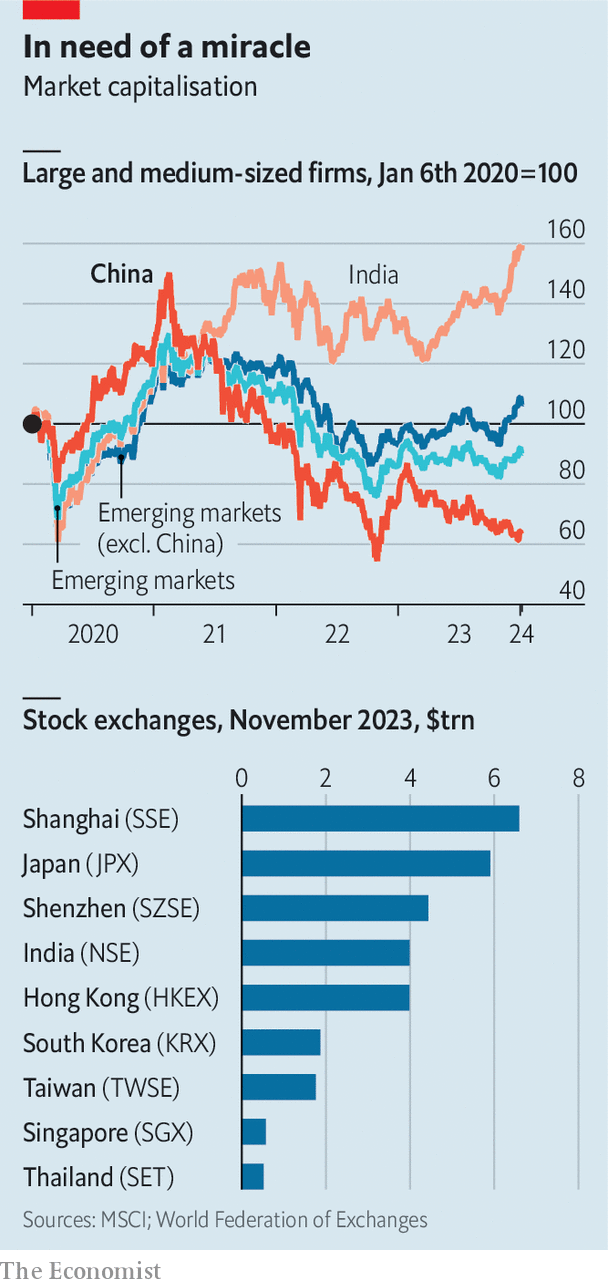 In need of a miracle
Market capitalisation
Large and medium-sized firms, Jan 6th 2020=100
160
China
India
140
120
100
80
Emerging markets
(excl. China)
60
Emerging markets
40
2020 21 22 23 24
Stock exchanges, November 2023, $trn
0 2 4 6 8
Shanghai (SSE)
Japan (JPX)
Shenzhen (SZSE)
India (NSE)
Hong Kong (HKEX)
South Korea (KRX)
Taiwan (TWSE)
Singapore (SGX)
Thailand (SET)
Sources: MSCI; World Federation of Exchanges
The Economist